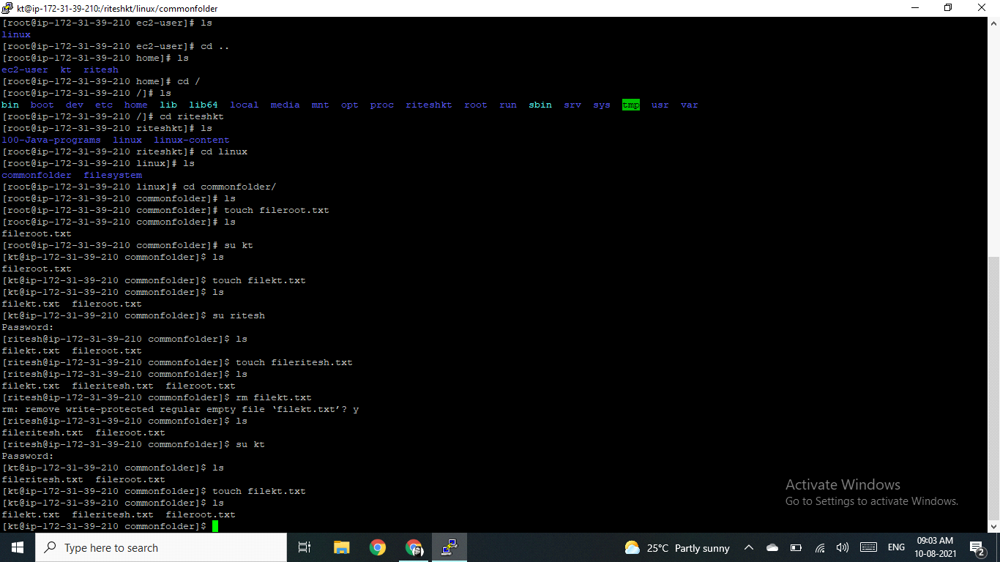 kt@ip-172-31-39-210:/riteshkt/linux/commonfolder
[root@ip-172-31-39-210 ec2-user]# ls
linux
[root@ip-172-31-39-210 ec2-user]# cd ..
[root@ip-172-31-39-210 home]# ls
ec2-user  kt  ritesh
[root@ip-172-31-39-210 home]# cd /
[root@ip-172-31-39-210 /]# ls
bin  boot  dev  etc  home  lib  lib64  local  media  mnt  opt  proc  riteshkt  root  run  sbin  srv  sys  tmp  usr  var
[root@ip-172-31-39-210 /]# cd riteshkt
[root@ip-172-31-39-210 riteshkt]# ls
100-Java-programs  linux  linux-content
[root@ip-172-31-39-210 riteshkt]# cd linux
[root@ip-172-31-39-210 linux]# ls
commonfolder  filesystem
[root@ip-172-31-39-210 linux]# cd commonfolder/
[root@ip-172-31-39-210 commonfolder]# ls
[root@ip-172-31-39-210 commonfolder]# touch fileroot.txt
[root@ip-172-31-39-210 commonfolder]# ls
fileroot.txt
[root@ip-172-31-39-210 commonfolder]# su kt
[kt@ip-172-31-39-210 commonfolder]$ ls
fileroot.txt
[kt@ip-172-31-39-210 commonfolder]$ touch filekt.txt
[kt@ip-172-31-39-210 commonfolder]$ ls
filekt.txt  fileroot.txt
[kt@ip-172-31-39-210 commonfolder]$ su ritesh
Password:
[ritesh@ip-172-31-39-210 commonfolder]$ ls
filekt.txt  fileroot.txt
[ritesh@ip-172-31-39-210 commonfolder]$ touch fileritesh.txt
[ritesh@ip-172-31-39-210 commonfolder]$ ls
filekt.txt  fileritesh.txt  fileroot.txt
[ritesh@ip-172-31-39-210 commonfolder]$ rm filekt.txt
rm: remove write-protected regular empty file ‘filekt.txt’? y
[ritesh@ip-172-31-39-210 commonfolder]$ ls
fileritesh.txt  fileroot.txt
[ritesh@ip-172-31-39-210 commonfolder]$ su kt
Password:
[kt@ip-172-31-39-210 commonfolder]$ ls
fileritesh.txt  fileroot.txt
[kt@ip-172-31-39-210 commonfolder]$ touch filekt.txt
[kt@ip-172-31-39-210 commonfolder]$ ls
filekt.txt  fileritesh.txt  fileroot.txt
[kt@ip-172-31-39-210 commonfolder]$
Activate Windows
Go to Settings to activate Windows.
Type here to search
25°C  Partly sunny
ENG
09:03 AM
10-08-2021
2